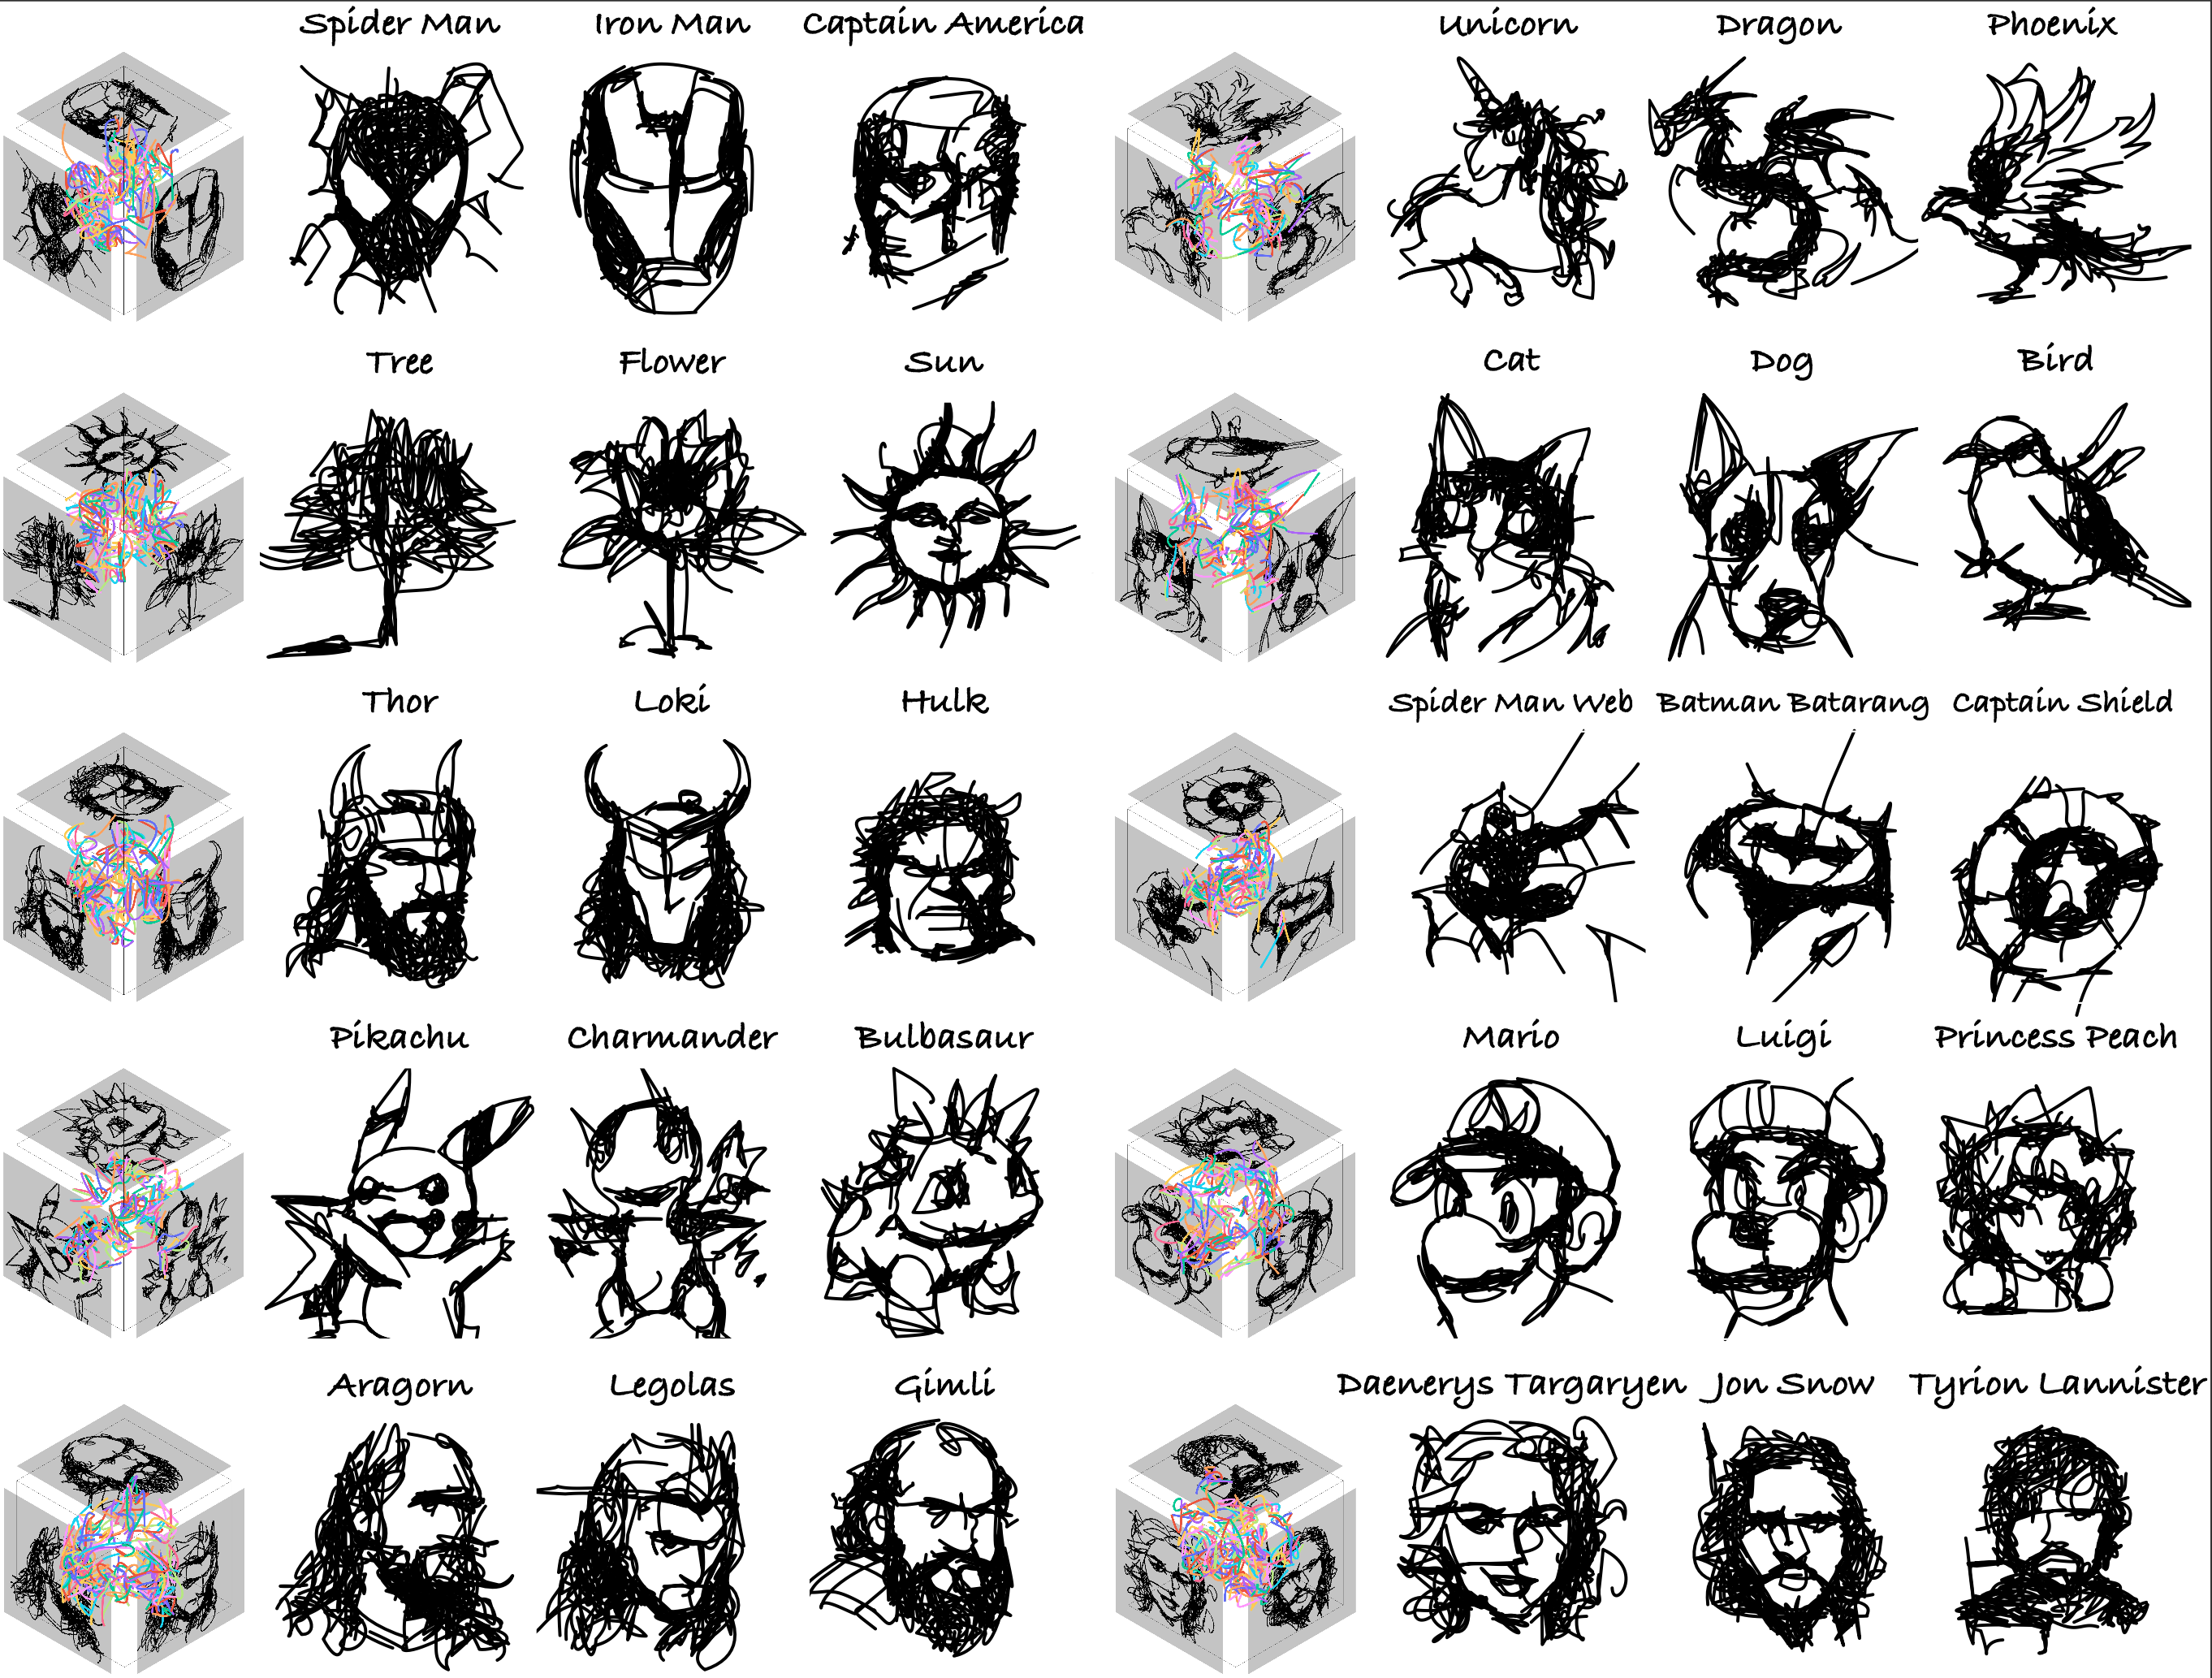 Spider Man Iron Man Captain America Unicorn Dragon Phoenix
Tree Flower Sun Cat Dog Bird
Thor Loki Hulk Spider Man Web Batman Batarang Captain Shield
Pikachu Charmander Bulbasaur Mario Luigi Princess Peach
Aragorn Legolas Gimli Daenerys Targaryen Jon Snow Tyrion Lannister